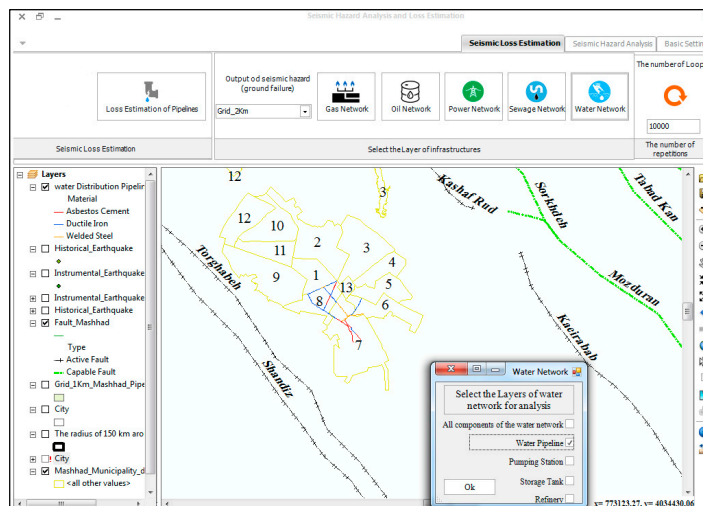 Seismic Hazard Analysis and Loss Estimation
Seismic Loss Estimation
Seismic Hazard Analysis
Basic Settin
Loss Estimation of Pipelines
Seismic Loss Estimation
Output od seismic hazard
(ground failure)
Grid_2Km
Gas Network
Oil Network
Power Network
Sewage Network
Water Network
Select the Layer of infrastructures
The number of Loop
10000
The number of
repetitions
Layers
water Distribution Pipelin
Material
Asbestos Cement
Ductile Iron
Welded Steel
Historical_Earthquake
Instrumental_Earthquake
Instrumental_Earthquake
Historical_Earthquake
Fault_Mashhad
Type
Active Fault
Capable Fault
Grid_1Km_Mashhad_Pipe
City
The radius of 150 km aro
City
Mashhad_Municipality_d
<all other values>
12
3
12
10
2
3
11
4
9
1
13
5
8
6
7
Kashaf Rud
Sorkhdeh
Tabad Kan
Mozduran
Torghabeh
Shandiz
Kaeirabab
Water Network
Select the Layers of water
network for analysis
All components of the water network
Water Pipeline
Pumping Station
Storage Tank
Refinery
Ok
x= 773123.27, y= 4034430.06